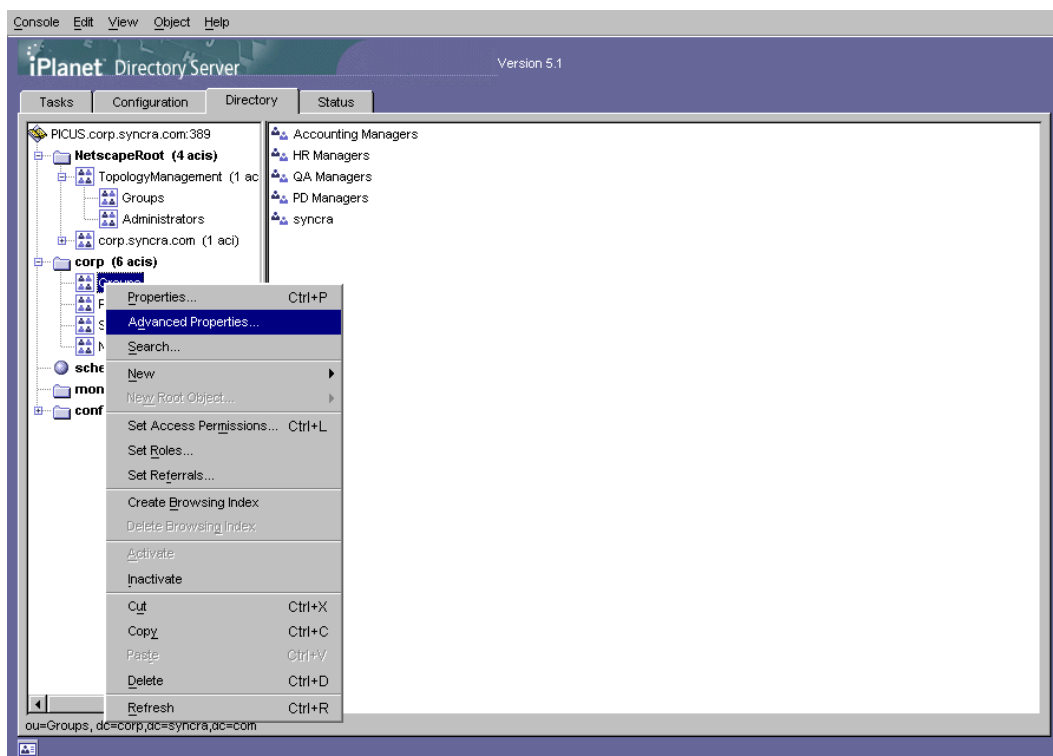 Console Edit View Object Help
iPlanet Directory Server
Version 5.1
Tasks Configuration Directory Status
PICUS.corp.syncra.com:389
NetscapeRoot (4 acis)
TopologyManagement (1 ac
Groups
Administrators
corp.syncra.com (1 aci)
corp (6 acis)
Groups
sche
mon
conf
Accounting Managers
HR Managers
QA Managers
PD Managers
syncra
Properties... Ctrl+P
Advanced Properties...
Search...
New
New Root Object...
Set Access Permissions... Ctrl+L
Set Roles...
Set Referrals...
Create Browsing Index
Delete Browsing Index
Activate
Inactivate
Cut Ctrl+X
Copy Ctrl+C
Paste Ctrl+V
Delete Ctrl+D
Refresh Ctrl+R
ou=Groups, dc=corp,dc=syncra,dc=com